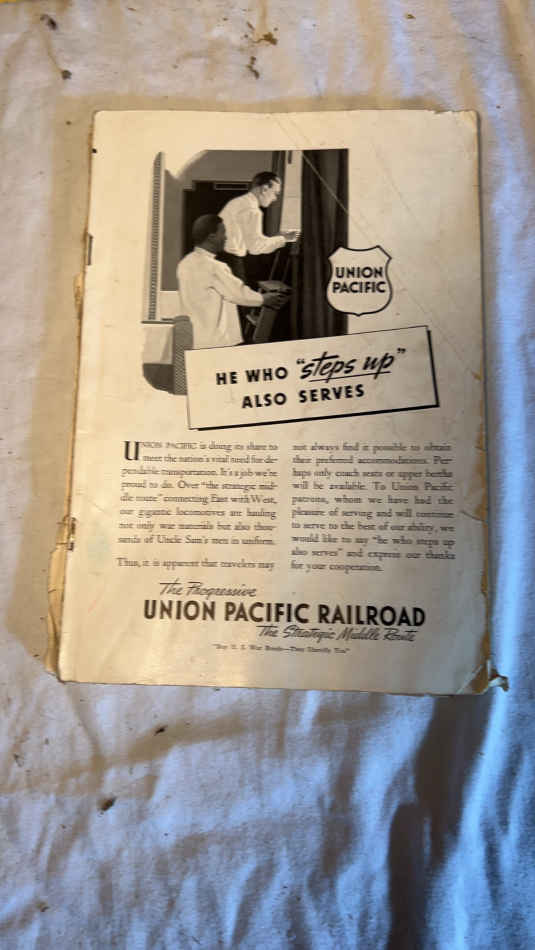 UNION
PACIFIC
HE WHO "steps up"
ALSO SERVES
UNION PACIFIC is doing its share to
meet the nation's vital need for de-
pendable transportation. It's a job we're
proud to do. Over "the strategic mid-
dle route" connecting East with West,
our gigantic locomotives are hauling
not only war materials but also thou-
sands of Uncle Sam's men in uniform.
Thus, it is apparent that travelers may
not always find it possible to obtain
their preferred accommodations. Per-
haps only coach seats or upper berths
will be available. To Union Pacific
patrons, whom we have had the
pleasure of serving and will continue
to serve to the best of our ability, we
would like to say "he who steps up
also serves" and express our thanks
for your cooperation.
The Progressive
UNION PACIFIC RAILROAD
The Strategic Middle Route
"Buy U. S. War Bonds—They Glorify You"